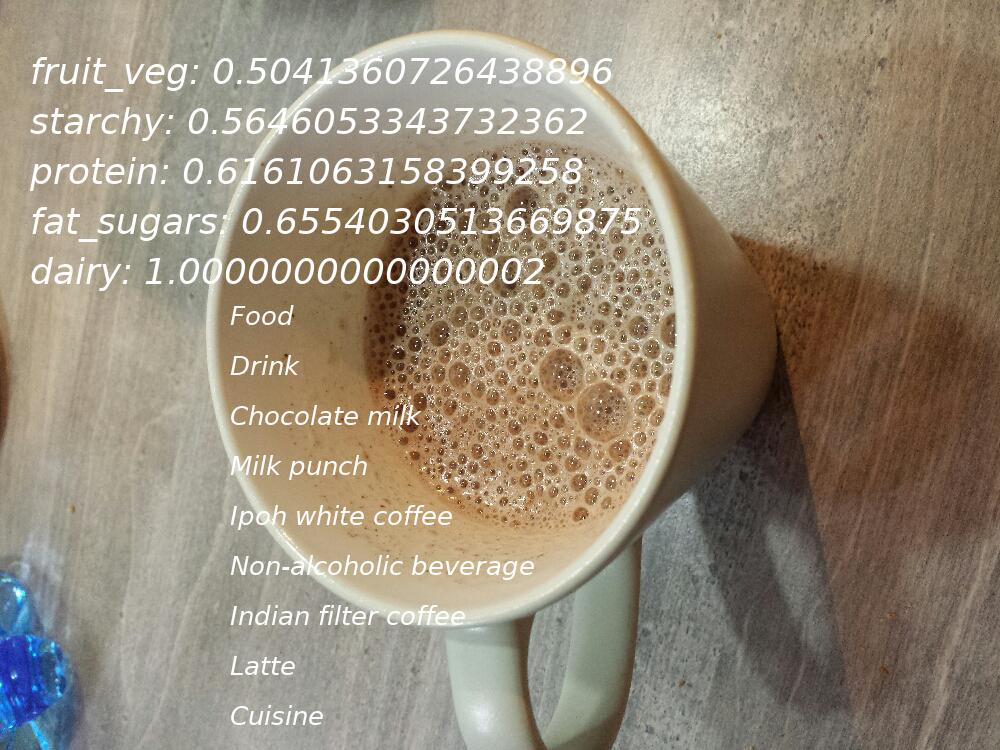 fruit_veg: 0.5041360726438896
starchy: 0.5646053343732362
protein: 0.6161063158399258
fat_sugars: 0.6554030513669875
dairy: 1.0000000000000002
Food
Drink
Chocolate milk
Milk punch
Ipoh white coffee
Non-alcoholic beverage
Indian filter coffee
Latte
Cuisine